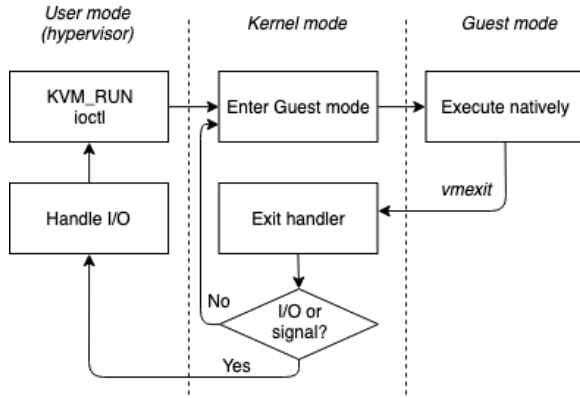 User mode
(hypervisor)
Kernel mode
Guest mode
KVM_RUN
ioctl
Enter Guest mode
Execute natively
vmexit
Handle I/O
Exit handler
No
I/O or
signal?
Yes